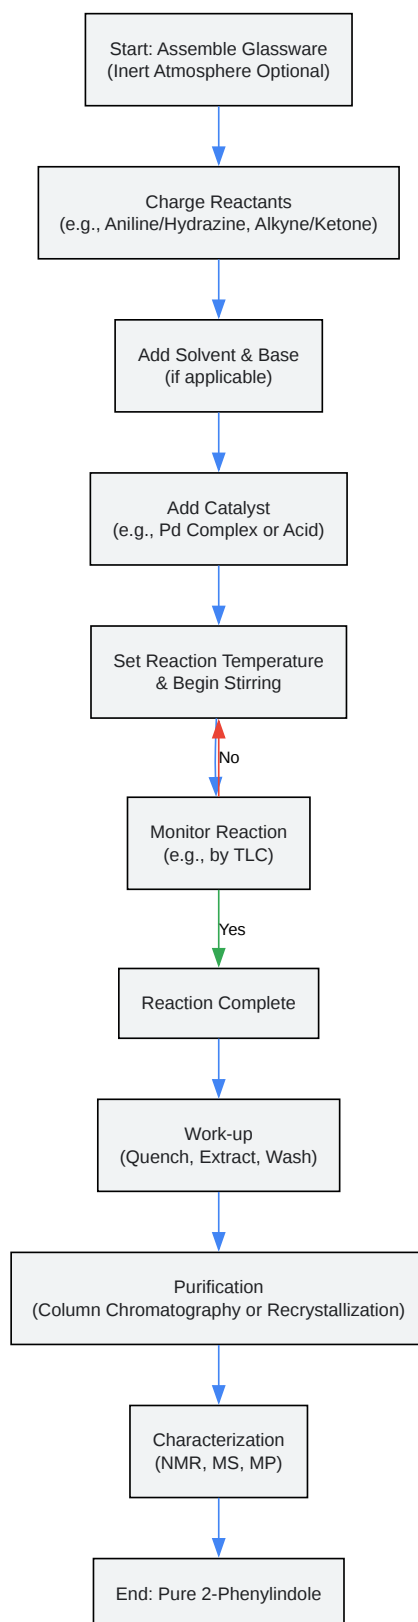 Start: Assemble Glassware
(Inert Atmosphere Optional)
Charge Reactants
(e.g., Aniline/Hydrazine, Alkyne/Ketone)
Add Solvent & Base
(if applicable)
Add Catalyst
(e.g., Pd Complex or Acid)
Set Reaction Temperature
& Begin Stirring
No
Monitor Reaction
(e.g., by TLC)
Yes
Reaction Complete
Work-up
(Quench, Extract, Wash)
Purification
(Column Chromatography or Recrystallization)
Characterization
(NMR, MS, MP)
End: Pure 2-Phenylindole